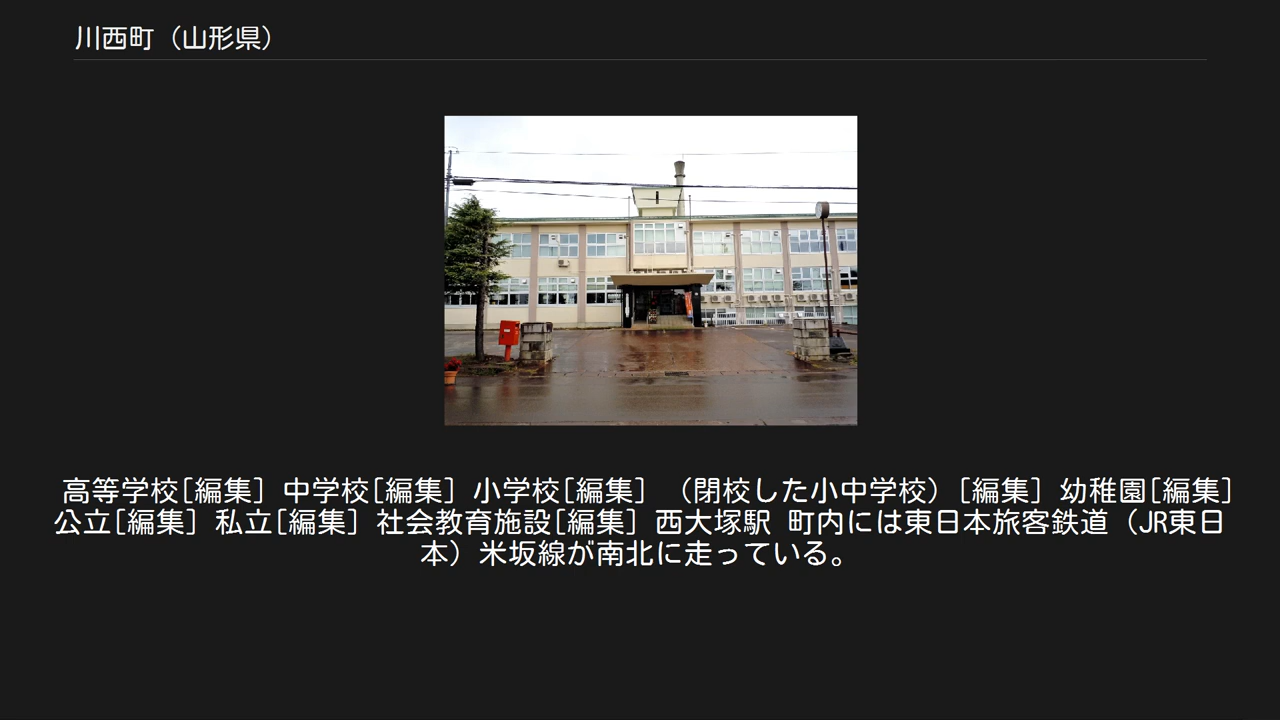 川西町（山形県）
高等学校[編集] 中学校[編集] 小学校[編集] （閉校した小中学校）[編集] 幼稚園[編集]
公立[編集] 私立[編集] 社会教育施設[編集] 西大塚駅 町内には東日本旅客鉄道（JR東日
本）米坂線が南北に走っている。